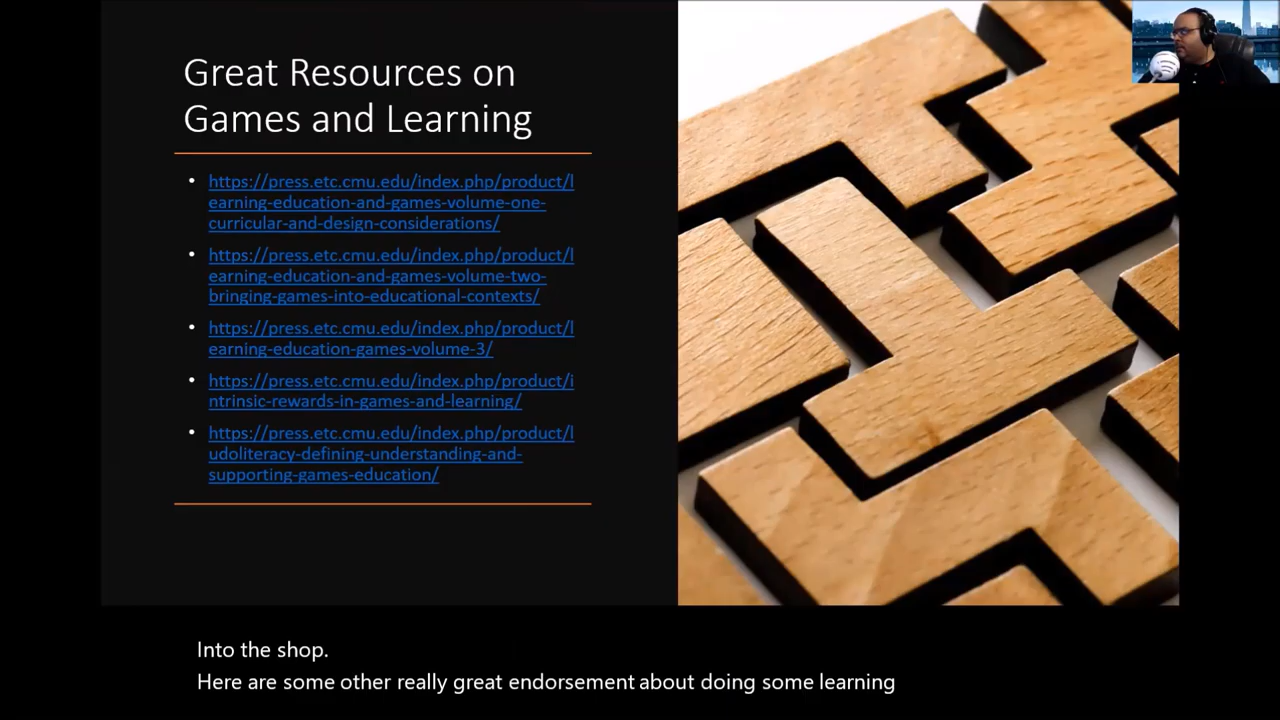 Great Resources on
Games and Learning
• https://press.etc.cmu.edu/index.php/product/l
earning-education-and-games-volume-one-
curricular-and-design-considerations/
• https://press.etc.cmu.edu/index.php/product/l
earning-education-and-games-volume-two-
bringing-games-into-educational-contexts/
• https://press.etc.cmu.edu/index.php/product/l
earning-education-games-volume-3/
• https://press.etc.cmu.edu/index.php/product/i
ntrinsic-rewards-in-games-and-learning/
• https://press.etc.cmu.edu/index.php/product/l
udoliteracy-defining-understanding-and-
supporting-games-education/
Into the shop.
Here are some other really great endorsement about doing some learning